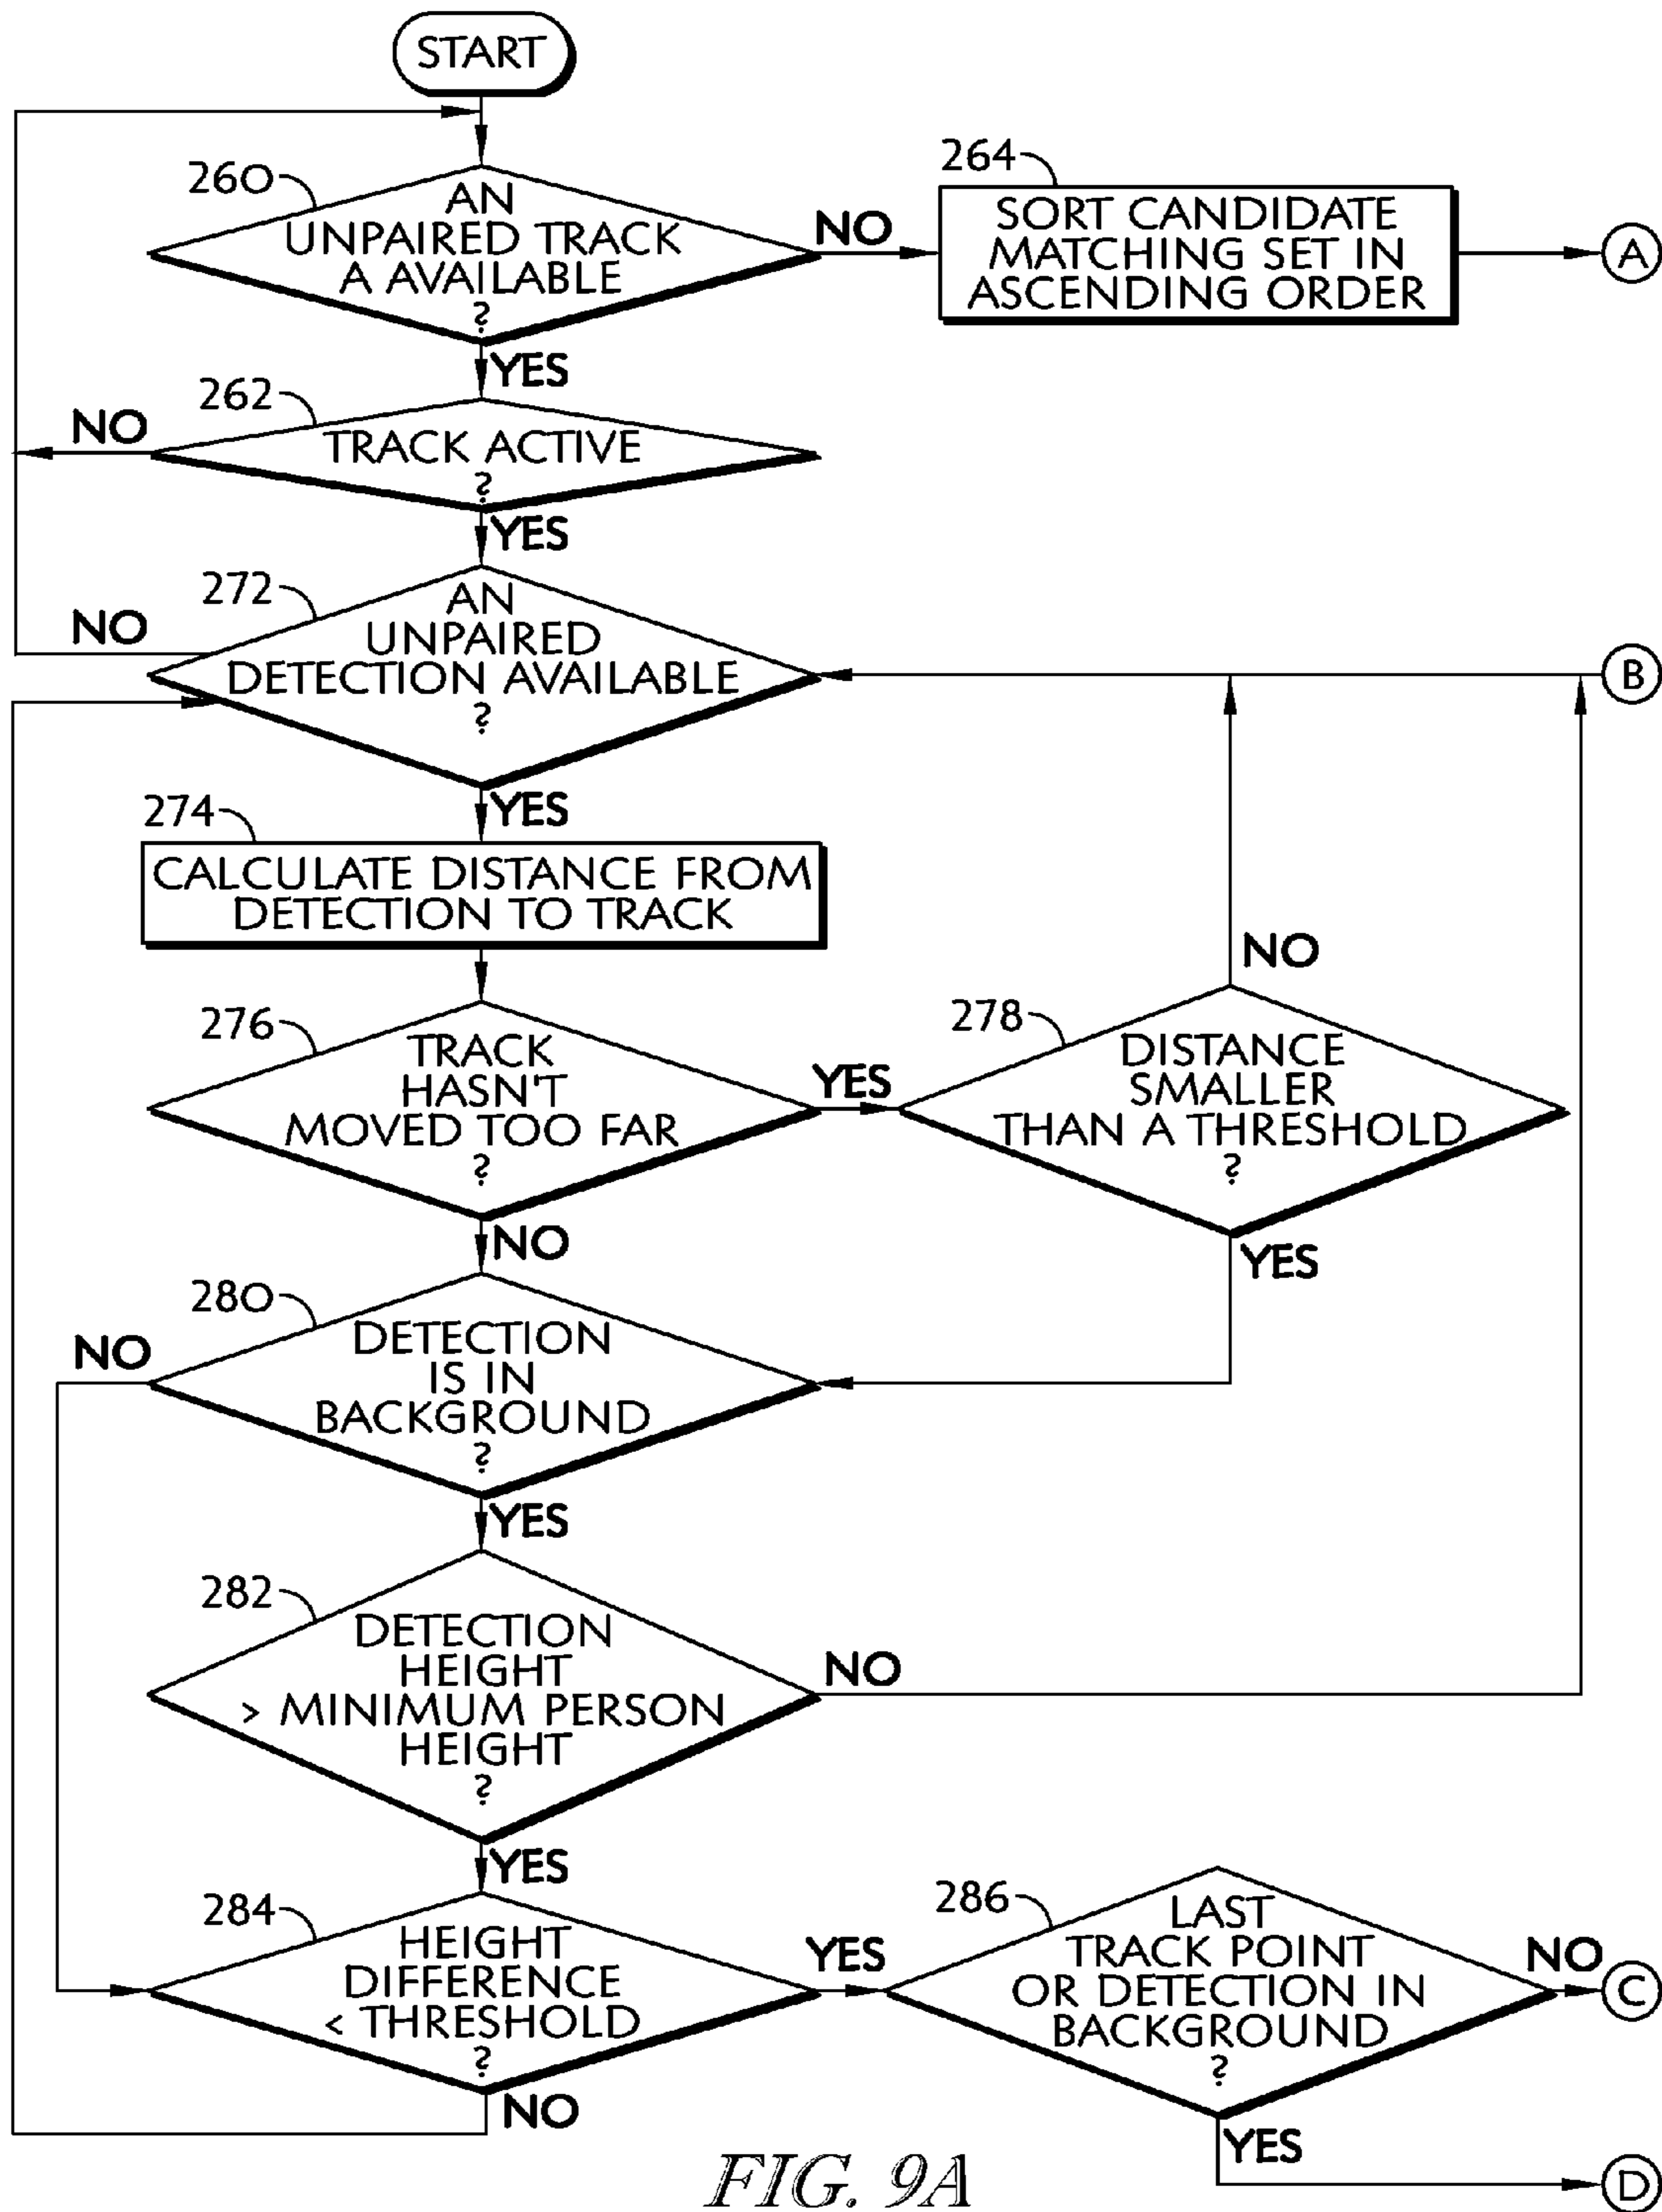 START
260
AN
UNPAIRED TRACK
A AVAILABLE
?
NO
264
SORT CANDIDATE
MATCHING SET IN
ASCENDING ORDER
A
YES
262
NO
TRACK ACTIVE
?
YES
272
NO
AN
UNPAIRED
DETECTION AVAILABLE
?
B
YES
274
CALCULATE DISTANCE FROM
DETECTION TO TRACK
276
TRACK
HASN'T
MOVED TOO FAR
?
YES
NO
278
DISTANCE
SMALLER
THAN A THRESHOLD
?
NO
YES
280
NO
DETECTION
IS IN
BACKGROUND
?
YES
282
DETECTION
HEIGHT
> MINIMUM PERSON
HEIGHT
?
NO
YES
284
HEIGHT
DIFFERENCE
< THRESHOLD
?
YES
NO
286
LAST
TRACK POINT
OR DETECTION IN
BACKGROUND
?
NO
C
YES
D
FIG. 9A